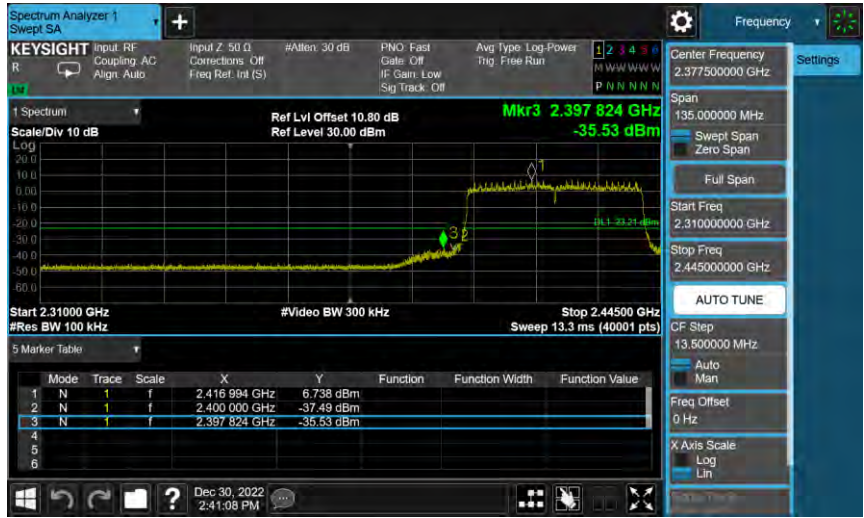 Spectrum Analyzer 1
Swept SA
+
Frequency
KEYSIGHT
R
Input: RF
Coupling: AC
Align: Auto
Input Z: 50 Ω
Corrections: Off
Freq Ref: Int (S)
#Atten: 30 dB
PNO: Fast
Gate: Off
IF Gain: Low
Sig Track: Off
Avg Type: Log-Power
Trig: Free Run
1 2 3 4 5 6
M W W W W W
P N N N N N
1 Spectrum
Scale/Div 10 dB
Ref Lvl Offset 10.80 dB
Ref Level 30.00 dBm
Mkr3 2.397 824 GHz
-35.53 dBm
Log
20.0
10.0
0.00
-10.0
-20.0
-30.0
-40.0
-50.0
-60.0
1
3
2
DL1 -23.21 dBm
Start 2.31000 GHz
#Res BW 100 kHz
#Video BW 300 kHz
Stop 2.44500 GHz
Sweep 13.3 ms (40001 pts)
5 Marker Table
Mode Trace Scale X Y Function Function Width Function Value
1 N 1 f 2.416 994 GHz 6.738 dBm
2 N 1 f 2.400 000 GHz -37.49 dBm
3 N 1 f 2.397 824 GHz -35.53 dBm
4
5
6
?
Dec 30, 2022
2:41:08 PM
Settings
Center Frequency
2.377500000 GHz
Span
135.000000 MHz
Swept Span
Zero Span
Full Span
Start Freq
2.310000000 GHz
Stop Freq
2.445000000 GHz
AUTO TUNE
CF Step
13.500000 MHz
Auto
Man
Freq Offset
0 Hz
X Axis Scale
Log
Lin